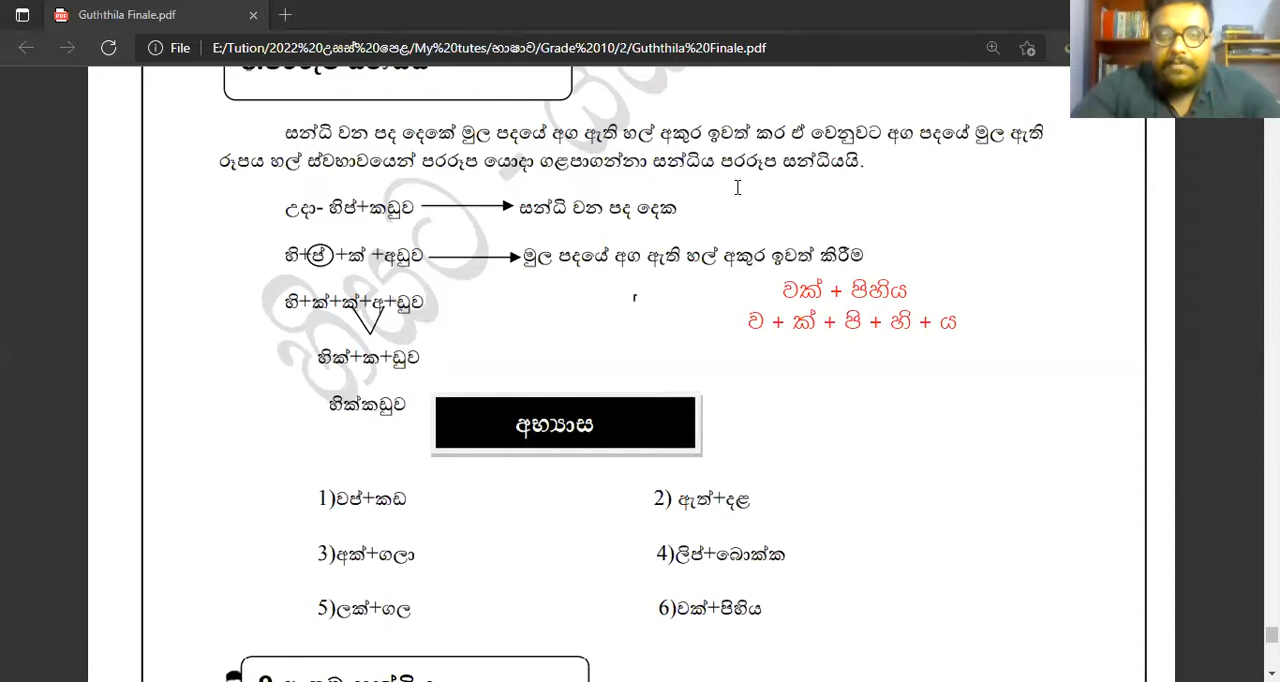 Guththila Finale.pdf
File E:/Tution/2022%20උසස්%20පෙළ/My%20tutes/භාෂාව/Grade%2010/2/Guththila%20Finale.pdf
සන්ධි වන පද දෙකේ මුල පදයේ අග ඇති හල් අකුර ඉවත් කර ඒ වෙනුවට අග පදයේ මුල ඇති
රූපය හල් ස්වභාවයෙන් පරරූප යොදා ගළපාගන්නා සන්ධිය පරරූප සන්ධියයි.
උදා- හිප්+කඩුව සන්ධි වන පද දෙක
හි+ප් +ක් +අඩුව මුල පදයේ අග ඇති හල් අකුර ඉවත් කිරීම
වක් + පිහිය
හි+ක්+ක්+අ+ඩුව
ව + ක් + පි + හි + ය
හික්+ක+ඩුව
හික්කඩුව
අභ්‍යාස
1)වප්+කඩ 2) ඇත්+දළ
3)අක්+ගලා 4)ලිප්+බොක්ක
5)ලක්+ගල 6)වක්+පිහිය